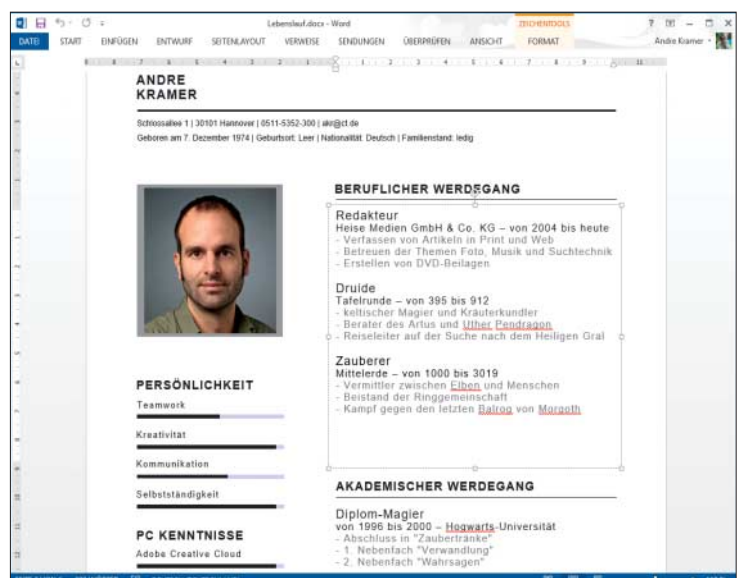 Lebenslauf.docx - Word
ZEICHENTOOLS
DATEI START EINFÜGEN ENTWURF SEITENLAYOUT VERWEISE SENDUNGEN ÜBERPRÜFEN ANSICHT FORMAT Andre Kramer
ANDRE
KRAMER
Schlossallee 1 | 30101 Hannover | 0511-5352-300 | akr@ct.de
Geboren am 7. Dezember 1974 | Geburtsort: Leer | Nationalität: Deutsch | Familienstand: ledig
BERUFLICHER WERDEGANG
Redakteur
Heise Medien GmbH & Co. KG – von 2004 bis heute
- Verfassen von Artikeln in Print und Web
- Betreuen der Themen Foto, Musik und Suchtechnik
- Erstellen von DVD-Beilagen
Druide
Tafelrunde – von 395 bis 912
- keltischer Magier und Kräuterkundler
- Berater des Artus und Uther Pendragon
- Reiseleiter auf der Suche nach dem Heiligen Gral
Zauberer
Mittelerde – von 1000 bis 3019
- Vermittler zwischen Elben und Menschen
- Beistand der Ringgemeinschaft
- Kampf gegen den letzten Balrog von Morgoth
PERSÖNLICHKEIT
Teamwork
Kreativität
Kommunikation
Selbstständigkeit
PC KENNTNISSE
Adobe Creative Cloud
AKADEMISCHER WERDEGANG
Diplom-Magier
von 1996 bis 2000 – Hogwarts-Universität
- Abschluss in "Zaubertränke"
- 1. Nebenfach "Verwandlung"
- 2. Nebenfach "Wahrsagen"